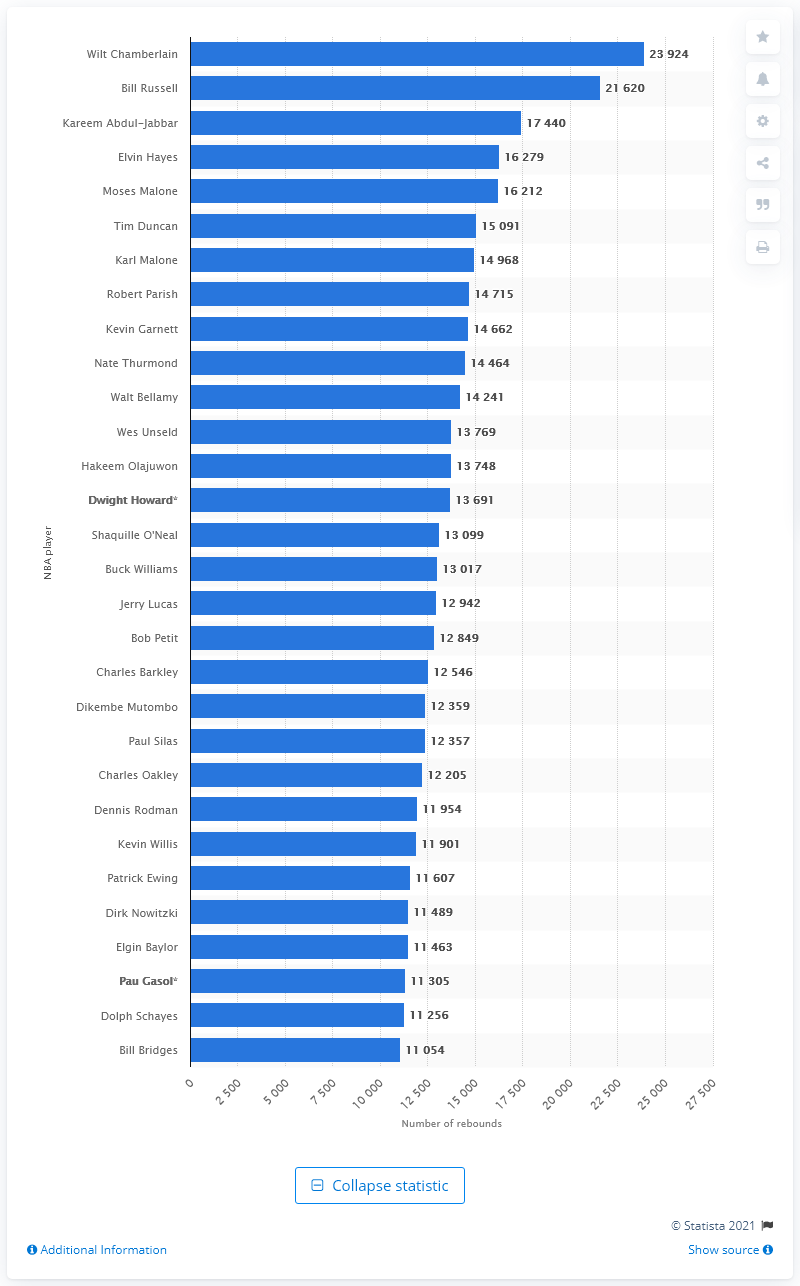 Wilt Chamberlain 23 924
Bill Russell 21 620
Kareem Abdul-Jabbar 17 440
Elvin Hayes 16 279
Moses Malone 16 212
Tim Duncan 15 091
Karl Malone 14 968
Robert Parish 14 715
Kevin Garnett 14 662
Nate Thurmond 14 464
Walt Bellamy 14 241
Wes Unseld 13 769
Hakeem Olajuwon 13 748
Dwight Howard* 13 691
Shaquille O'Neal 13 099
Buck Williams 13 017
Jerry Lucas 12 942
Bob Petit 12 849
Charles Barkley 12 546
Dikembe Mutombo 12 359
Paul Silas 12 357
Charles Oakley 12 205
Dennis Rodman 11 954
Kevin Willis 11 901
Patrick Ewing 11 607
Dirk Nowitzki 11 489
Elgin Baylor 11 463
Pau Gasol* 11 305
Dolph Schayes 11 256
Bill Bridges 11 054
NBA player
0 2 500 5 000 7 500 10 000 12 500 15 000 17 500 20 000 22 500 25 000 27 500
Number of rebounds
Collapse statistic
© Statista 2021
Additional Information Show source